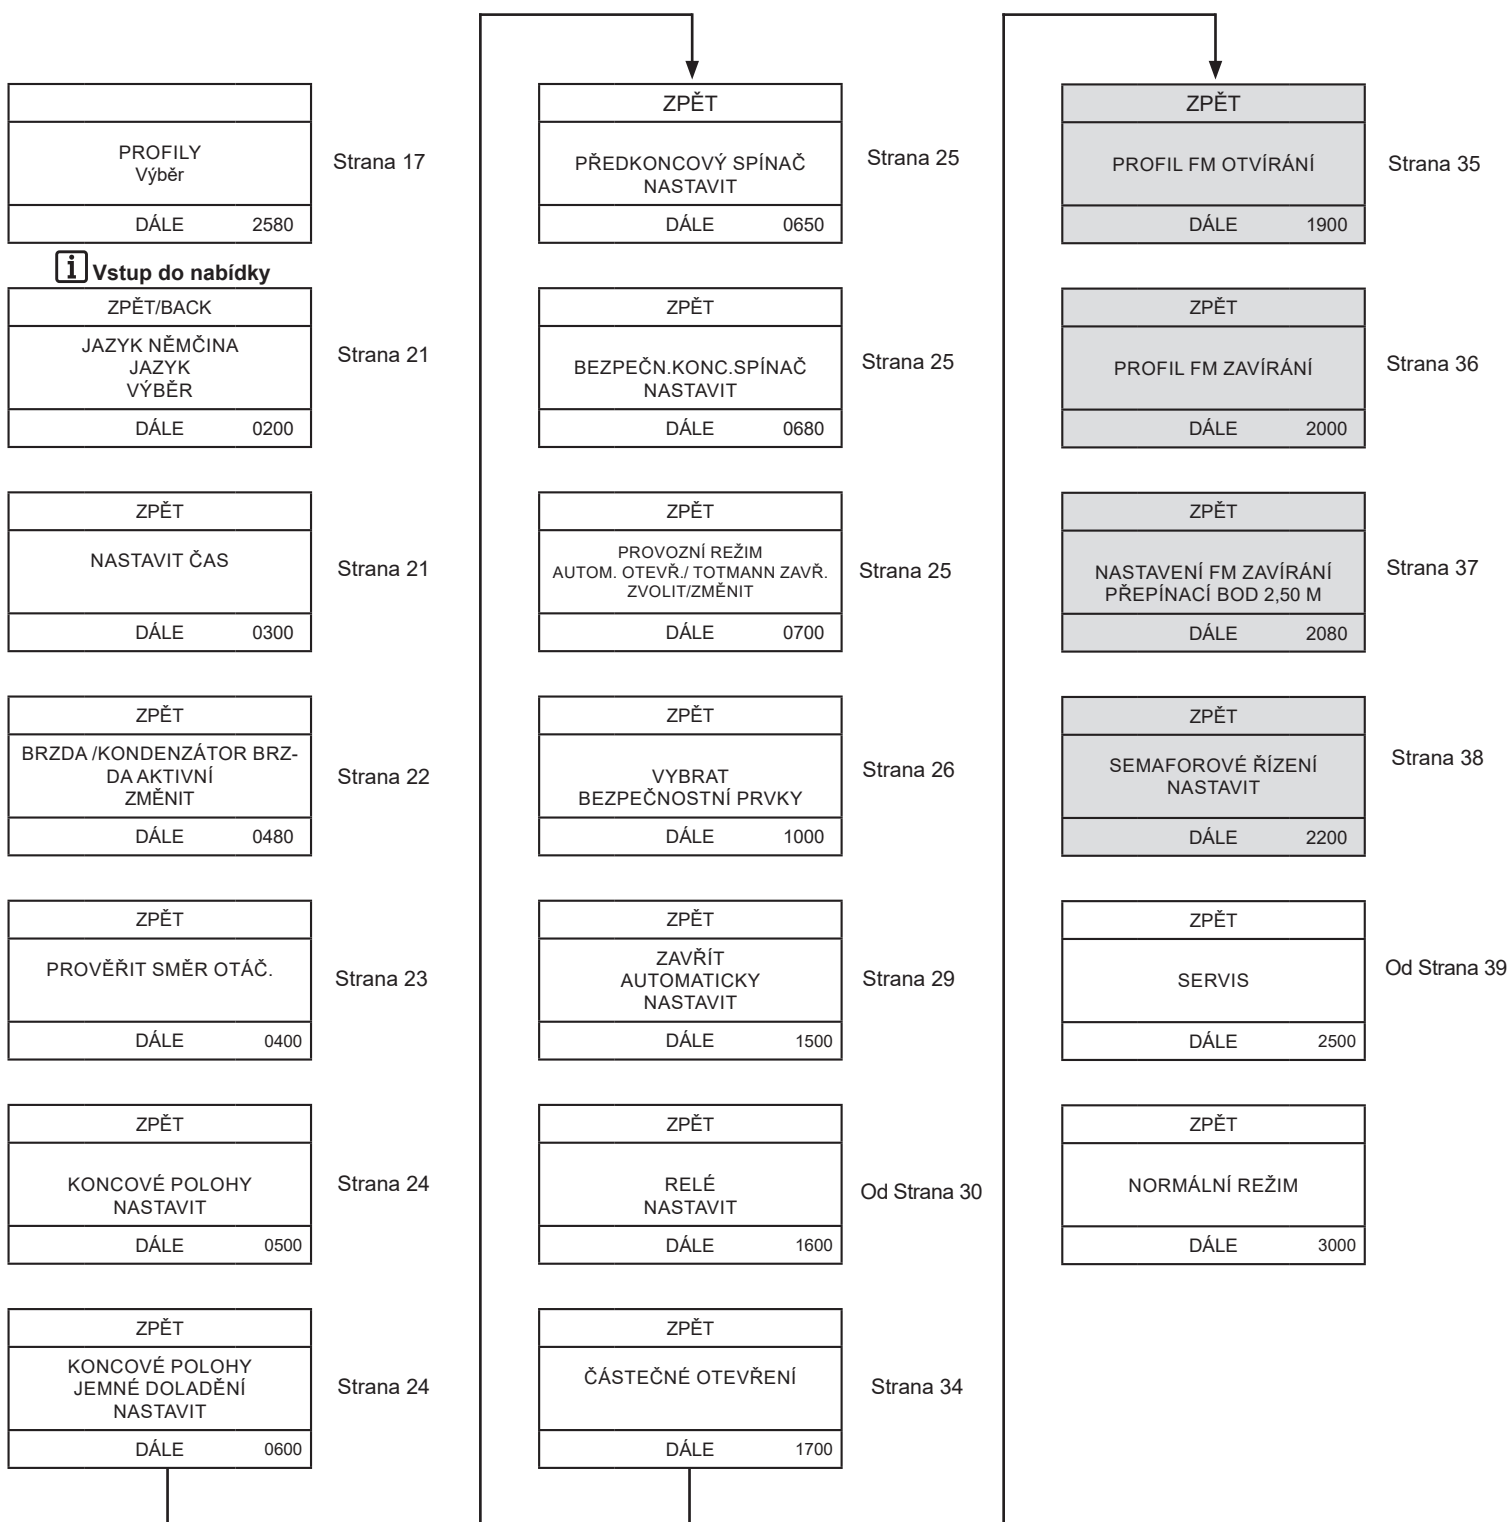 PROFILY
Výběr
DÁLE 2580
Strana 17
i Vstup do nabídky
ZPĚT/BACK
JAZYK NĚMČINA
JAZYK
VÝBĚR
DÁLE 0200
Strana 21
ZPĚT
NASTAVIT ČAS
DÁLE 0300
Strana 21
ZPĚT
BRZDA /KONDENZÁTOR BRZ-
DA AKTIVNÍ
ZMĚNIT
DÁLE 0480
Strana 22
ZPĚT
PROVĚŘIT SMĚR OTÁČ.
DÁLE 0400
Strana 23
ZPĚT
KONCOVÉ POLOHY
NASTAVIT
DÁLE 0500
Strana 24
ZPĚT
KONCOVÉ POLOHY
JEMNÉ DOLADĚNÍ
NASTAVIT
DÁLE 0600
Strana 24
ZPĚT
PŘEDKONCOVÝ SPÍNAČ
NASTAVIT
DÁLE 0650
Strana 25
ZPĚT
BEZPEČN.KONC.SPÍNAČ
NASTAVIT
DÁLE 0680
Strana 25
ZPĚT
PROVOZNÍ REŽIM
AUTOM. OTEVŘ./ TOTMANN ZAVŘ.
ZVOLIT/ZMĚNIT
DÁLE 0700
Strana 25
ZPĚT
VYBRAT
BEZPEČNOSTNÍ PRVKY
DÁLE 1000
Strana 26
ZPĚT
ZAVŘÍT
AUTOMATICKY
NASTAVIT
DÁLE 1500
Strana 29
ZPĚT
RELÉ
NASTAVIT
DÁLE 1600
Od Strana 30
ZPĚT
ČÁSTEČNÉ OTEVŘENÍ
DÁLE 1700
Strana 34
ZPĚT
PROFIL FM OTVÍRÁNÍ
DÁLE 1900
Strana 35
ZPĚT
PROFIL FM ZAVÍRÁNÍ
DÁLE 2000
Strana 36
ZPĚT
NASTAVENÍ FM ZAVÍRÁNÍ
PŘEPÍNACÍ BOD 2,50 M
DÁLE 2080
Strana 37
ZPĚT
SEMAFOROVÉ ŘÍZENÍ
NASTAVIT
DÁLE 2200
Strana 38
ZPĚT
SERVIS
DÁLE 2500
Od Strana 39
ZPĚT
NORMÁLNÍ REŽIM
DÁLE 3000